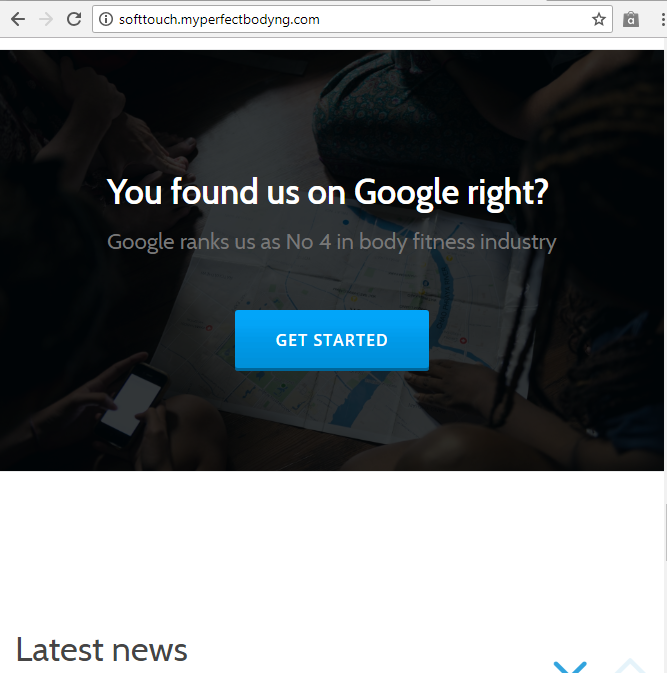 softtouch.myperfectbodyng.com
You found us on Google right?
Google ranks us as No 4 in body fitness industry
GET STARTED
Latest news